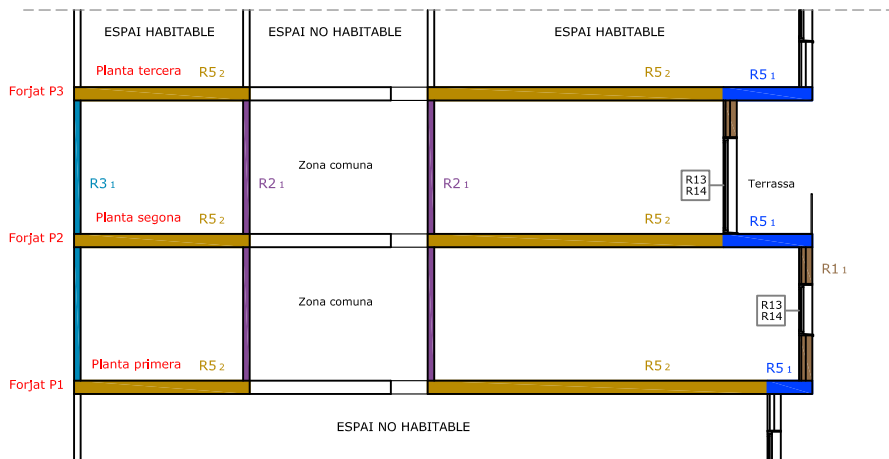 ESPAI HABITABLE ESPAI NO HABITABLE ESPAI HABITABLE
Planta tercera R5 2 R5 2 R5 1
Forjat P3
Zona comuna
R3 1 R2 1 R2 1 R13 R14 Terrassa
Planta segona R5 2 R5 2 R5 1
Forjat P2
R1 1
Zona comuna R13 R14
Planta primera R5 2 R5 2 R5 1
Forjat P1
ESPAI NO HABITABLE